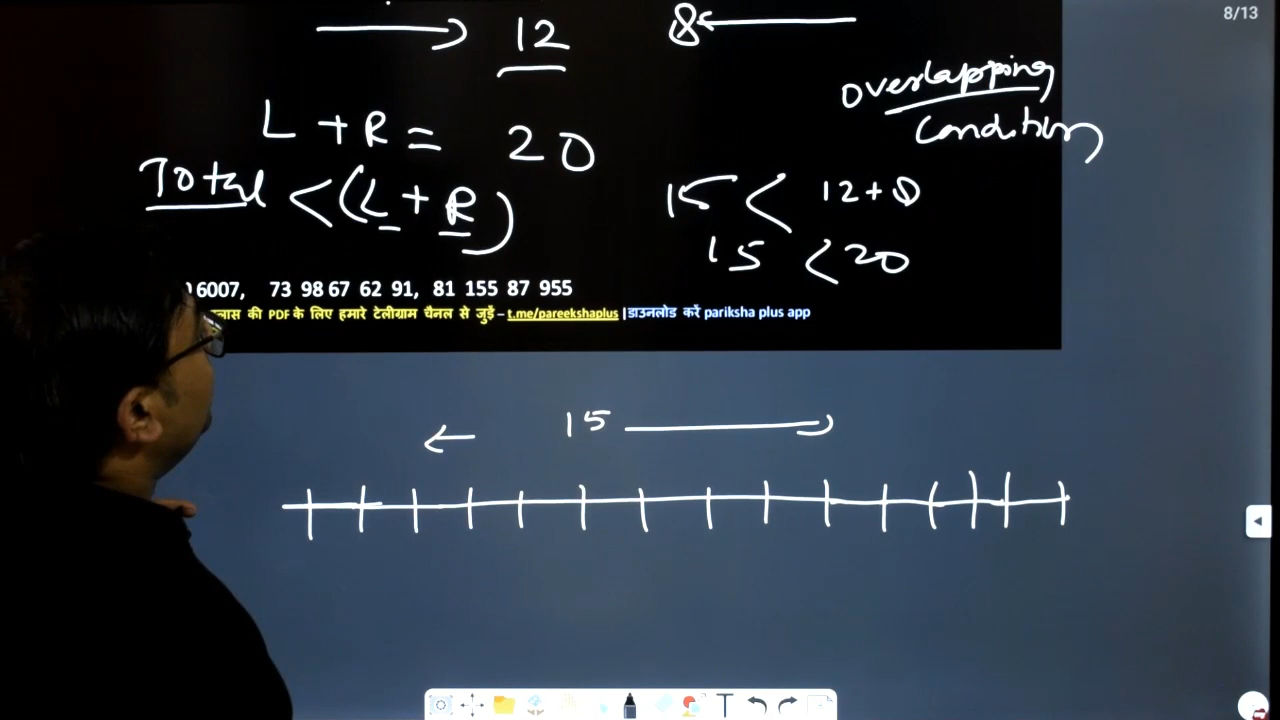 8/13
12 8
overlapping
condition
L + R = 20
Total < (L + R)
15 < 12 + 8
15 < 20
6007, 73 98 67 62 91, 81 155 87 955
लास की PDF के लिए हमारे टेलीग्राम चैनल से जुड़ें – t.me/pareekshaplus | डाउनलोड करें pariksha plus app
15
T